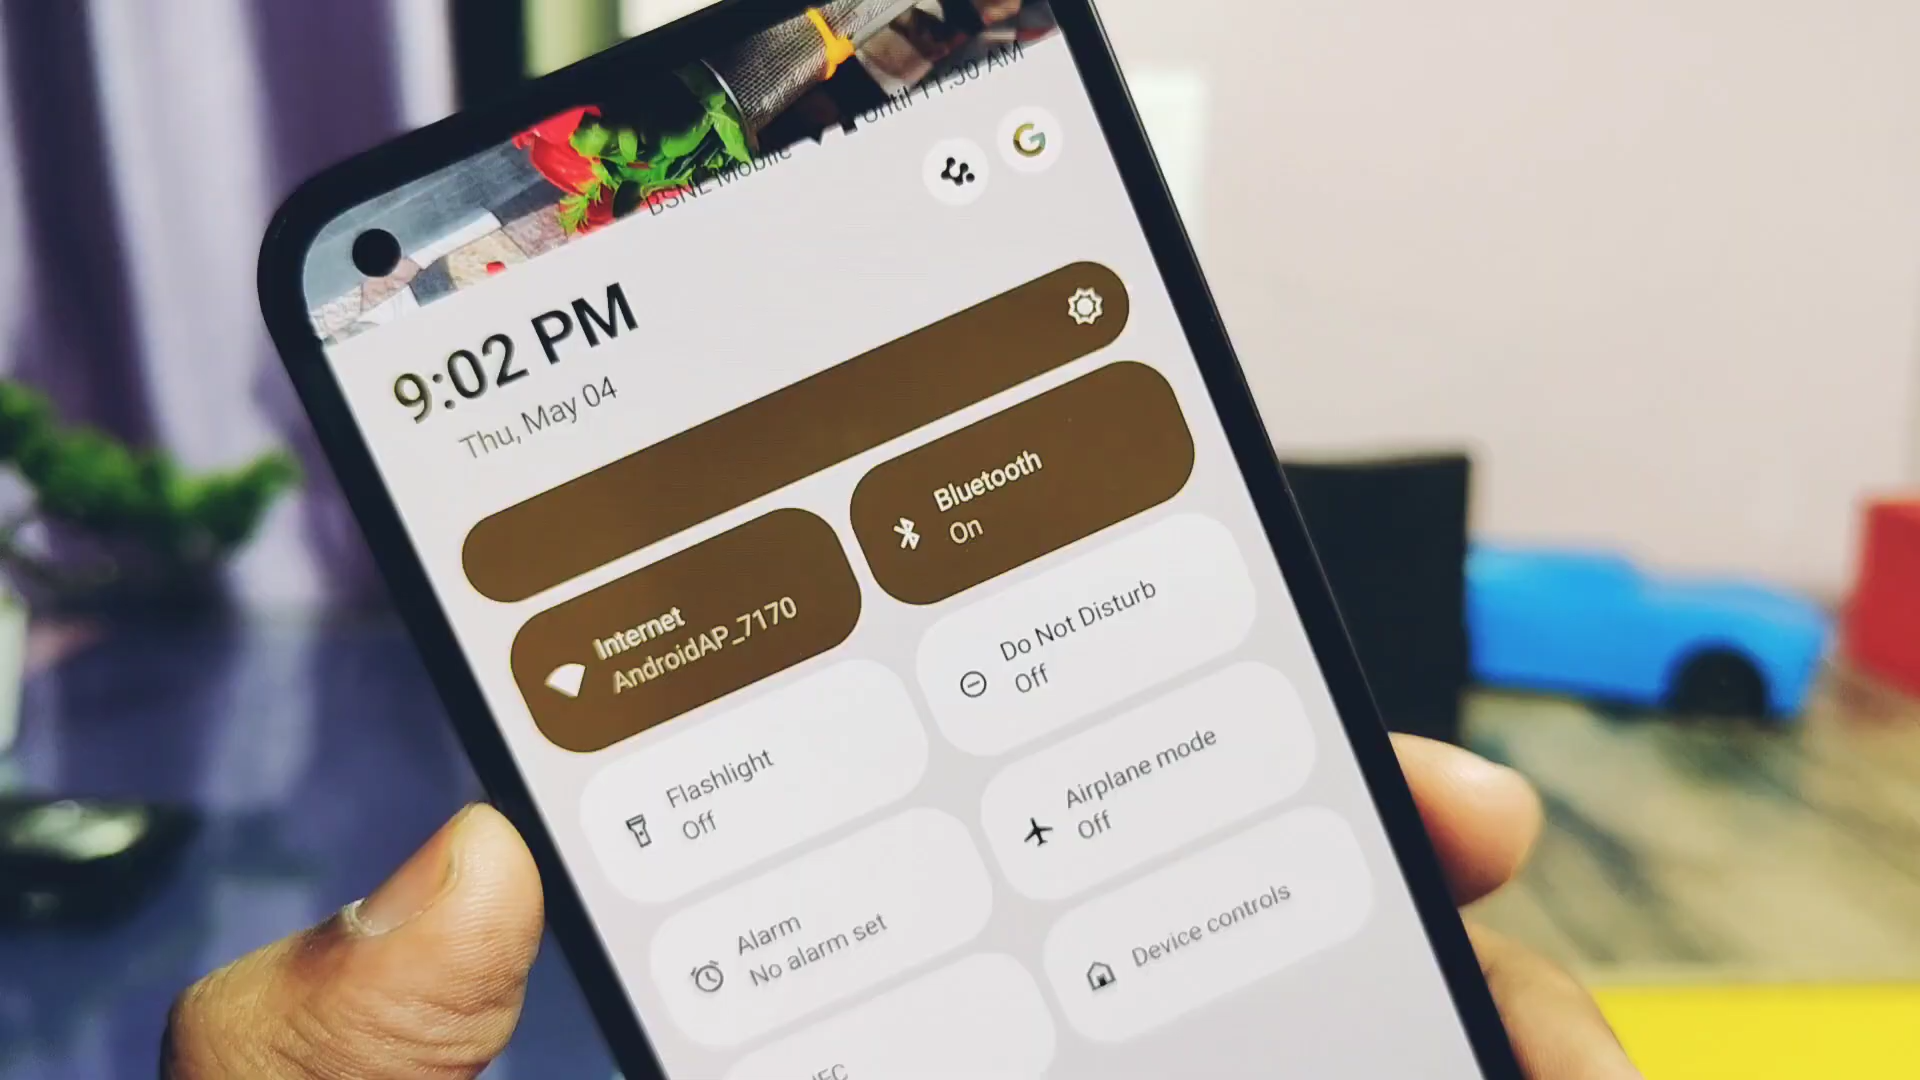 BSNL Mobile
Until 11:30 AM
G
9:02 PM
Thu, May 04
Internet
AndroidAP_7170
Bluetooth
On
Flashlight
Off
Do Not Disturb
Off
Alarm
No alarm set
Airplane mode
Off
Device controls